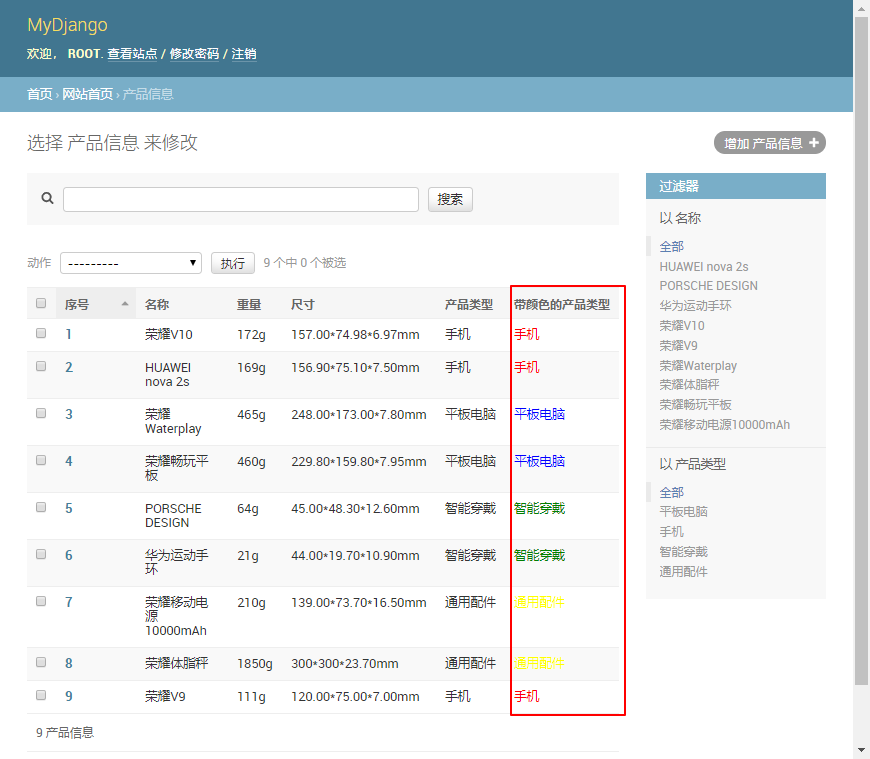 MyDjango
欢迎， ROOT. 查看站点 / 修改密码 / 注销
首页 › 网站首页 › 产品信息
选择 产品信息 来修改
增加 产品信息 +
搜索
动作 --------- 执行 9 个中 0 个被选
序号 名称 重量 尺寸 产品类型 带颜色的产品类型
1 荣耀V10 172g 157.00*74.98*6.97mm 手机 手机
2 HUAWEI nova 2s 169g 156.90*75.10*7.50mm 手机 手机
3 荣耀Waterplay 465g 248.00*173.00*7.80mm 平板电脑 平板电脑
4 荣耀畅玩平板 460g 229.80*159.80*7.95mm 平板电脑 平板电脑
5 PORSCHE DESIGN 64g 45.00*48.30*12.60mm 智能穿戴 智能穿戴
6 华为运动手环 21g 44.00*19.70*10.90mm 智能穿戴 智能穿戴
7 荣耀移动电源10000mAh 210g 139.00*73.70*16.50mm 通用配件 通用配件
8 荣耀体脂秤 1850g 300*300*23.70mm 通用配件 通用配件
9 荣耀V9 111g 120.00*75.00*7.00mm 手机 手机
9 产品信息
过滤器
以 名称
全部
HUAWEI nova 2s
PORSCHE DESIGN
华为运动手环
荣耀V10
荣耀V9
荣耀Waterplay
荣耀体脂秤
荣耀畅玩平板
荣耀移动电源10000mAh
以 产品类型
全部
平板电脑
手机
智能穿戴
通用配件